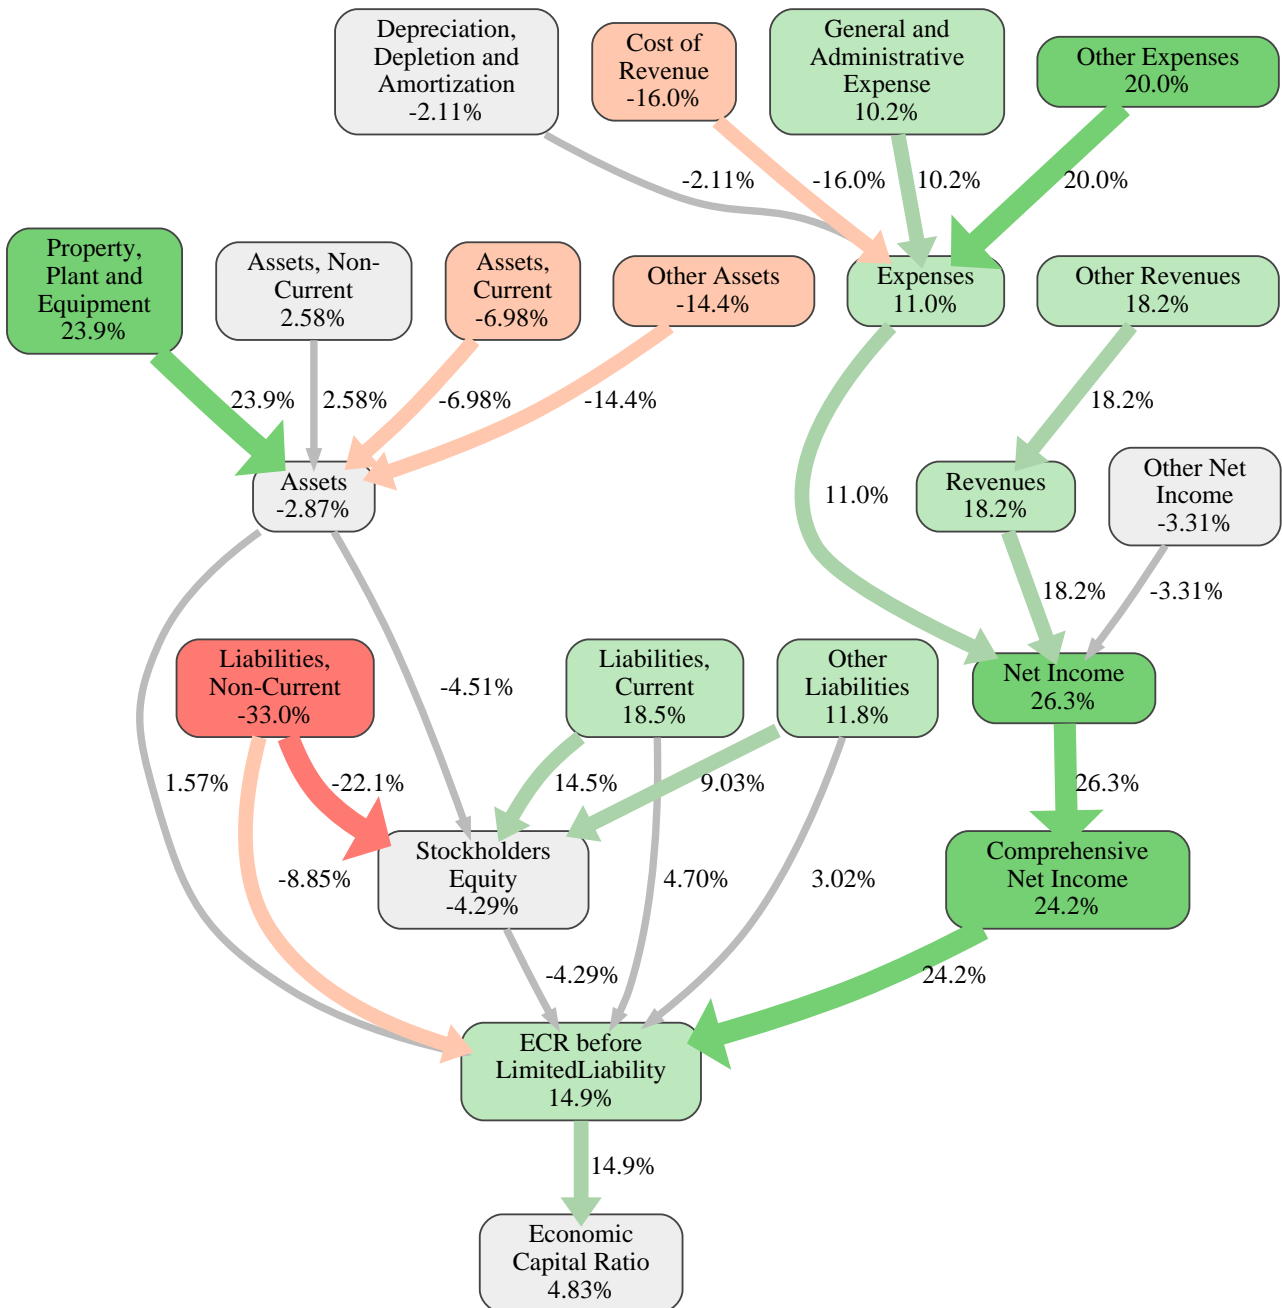 Depreciation,
Depletion and
Amortization
-2.11%
Cost of
Revenue
-16.0%
General and
Administrative
Expense
10.2%
Other Expenses
20.0%
-2.11%
-16.0%
10.2%
20.0%
Property,
Plant and
Equipment
23.9%
Assets, Non-
Current
2.58%
Assets,
Current
-6.98%
Other Assets
-14.4%
Expenses
11.0%
Other Revenues
18.2%
23.9%
2.58%
-6.98%
-14.4%
18.2%
Assets
-2.87%
11.0%
Revenues
18.2%
Other Net
Income
-3.31%
18.2%
-3.31%
Liabilities,
Non-Current
-33.0%
-4.51%
Liabilities,
Current
18.5%
Other
Liabilities
11.8%
Net Income
26.3%
1.57%
-22.1%
14.5%
9.03%
26.3%
-8.85%
Stockholders
Equity
-4.29%
4.70%
3.02%
Comprehensive
Net Income
24.2%
-4.29%
24.2%
ECR before
LimitedLiability
14.9%
14.9%
Economic
Capital Ratio
4.83%